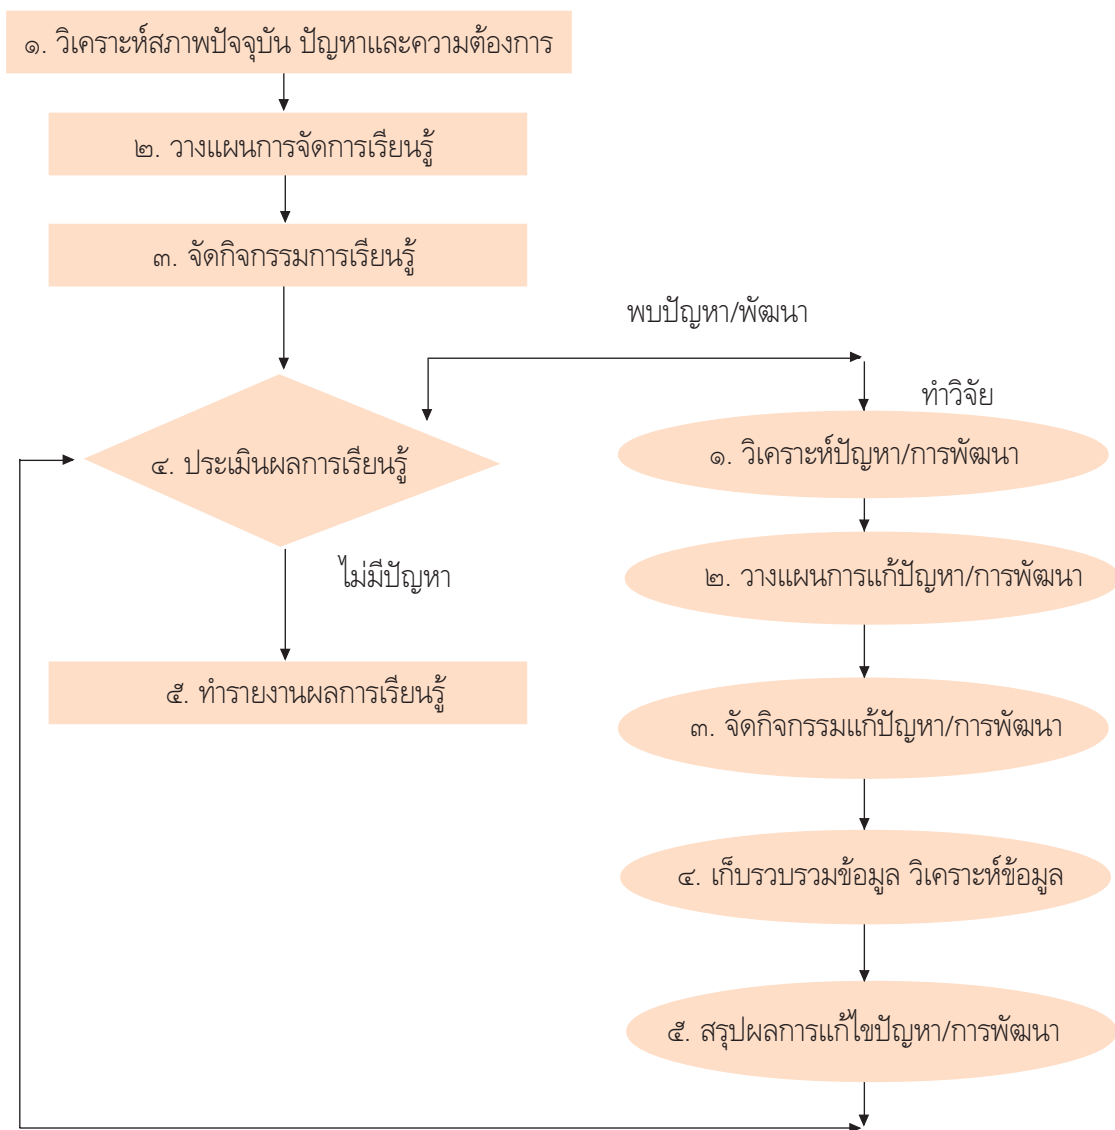 ๑. วิเคราะห์สภาพปัจจุบัน ปัญหาและความต้องการ
๒. วางแผนการจัดการเรียนรู้
๓. จัดกิจกรรมการเรียนรู้
พบปัญหา/พัฒนา
ทำวิจัย
๔. ประเมินผลการเรียนรู้
ไม่มีปัญหา
๕. ทำรายงานผลการเรียนรู้
๑. วิเคราะห์ปัญหา/การพัฒนา
๒. วางแผนการแก้ปัญหา/การพัฒนา
๓. จัดกิจกรรมแก้ปัญหา/การพัฒนา
๔. เก็บรวบรวมข้อมูล วิเคราะห์ข้อมูล
๕. สรุปผลการแก้ไขปัญหา/การพัฒนา